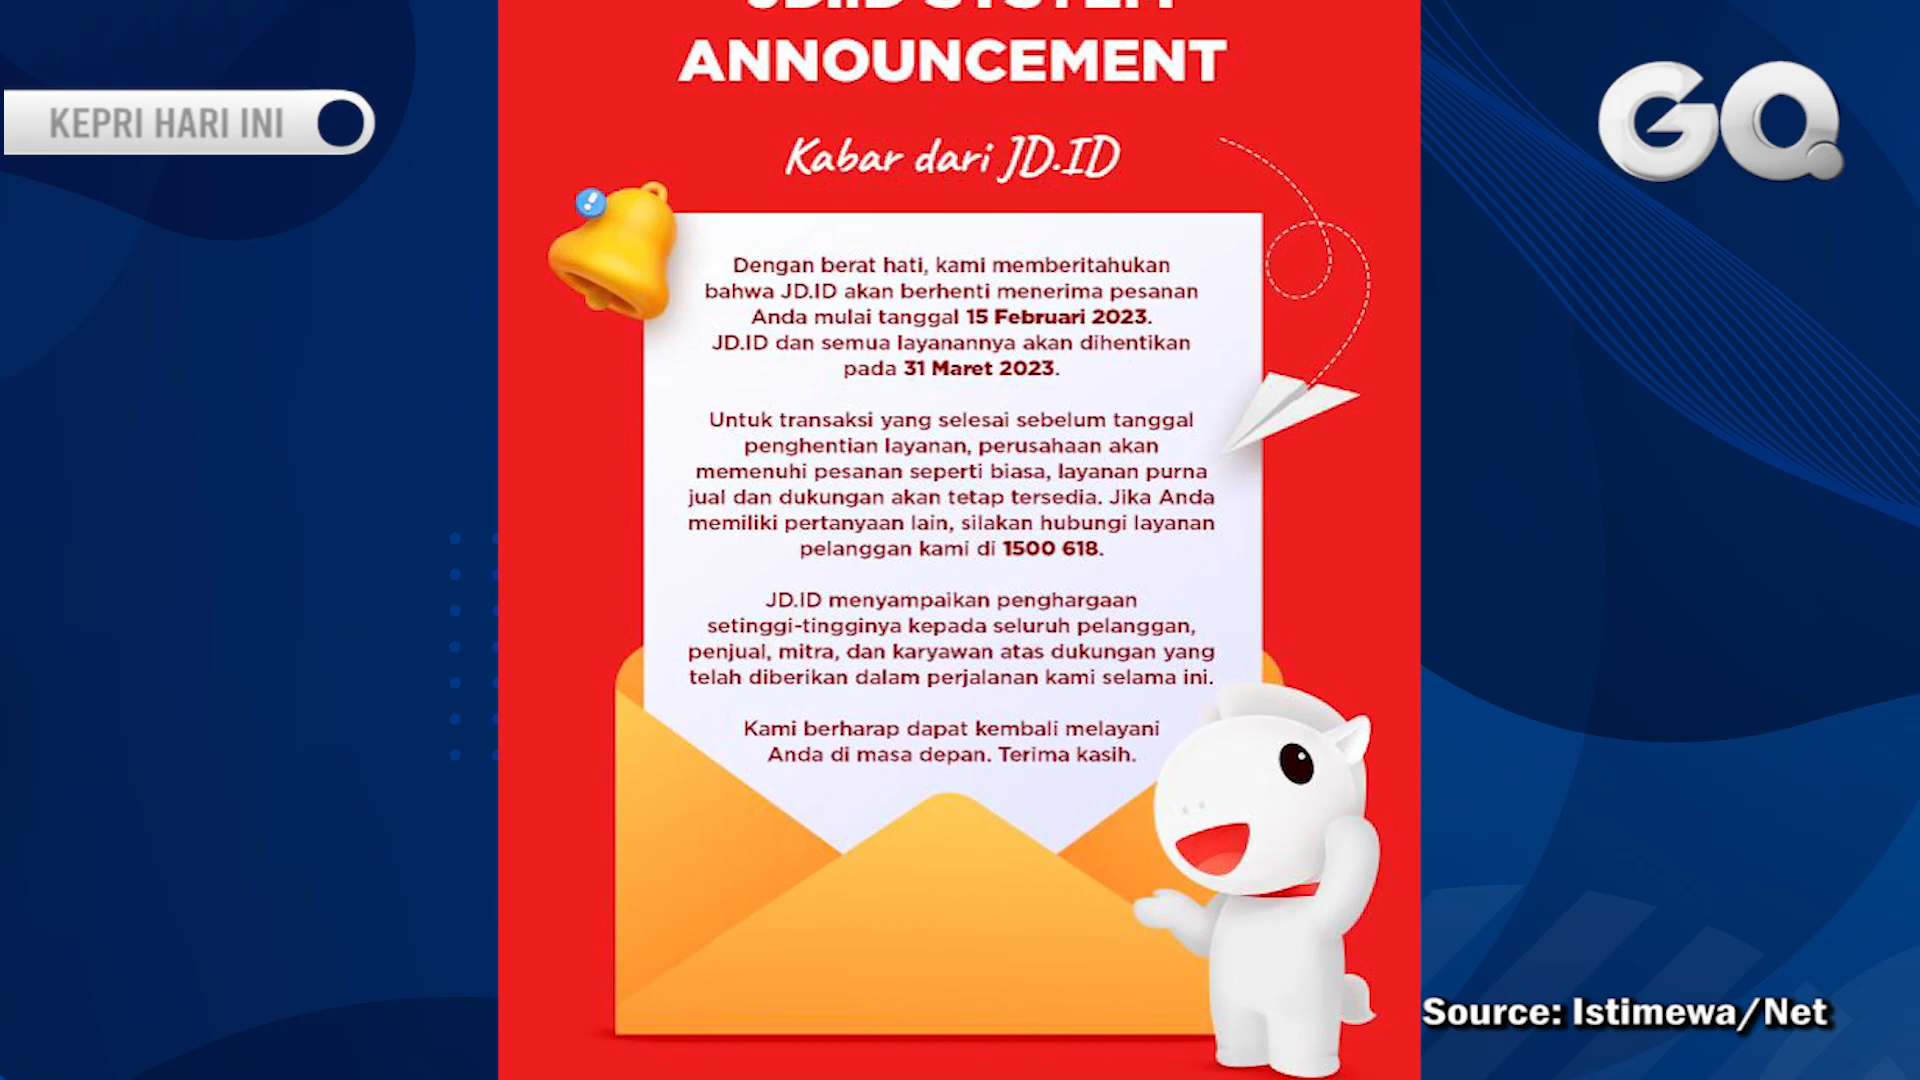 JD.ID SYSTEM
ANNOUNCEMENT
KEPRI HARI INI
GQ
Kabar dari JD.ID
Dengan berat hati, kami memberitahukan
bahwa JD.ID akan berhenti menerima pesanan
Anda mulai tanggal 15 Februari 2023.
JD.ID dan semua layanannya akan dihentikan
pada 31 Maret 2023.
Untuk transaksi yang selesai sebelum tanggal
penghentian layanan, perusahaan akan
memenuhi pesanan seperti biasa, layanan purna
jual dan dukungan akan tetap tersedia. Jika Anda
memiliki pertanyaan lain, silakan hubungi layanan
pelanggan kami di 1500 618.
JD.ID menyampaikan penghargaan
setinggi-tingginya kepada seluruh pelanggan,
penjual, mitra, dan karyawan atas dukungan yang
telah diberikan dalam perjalanan kami selama ini.
Kami berharap dapat kembali melayani
Anda di masa depan. Terima kasih.
Source: Istimewa/Net